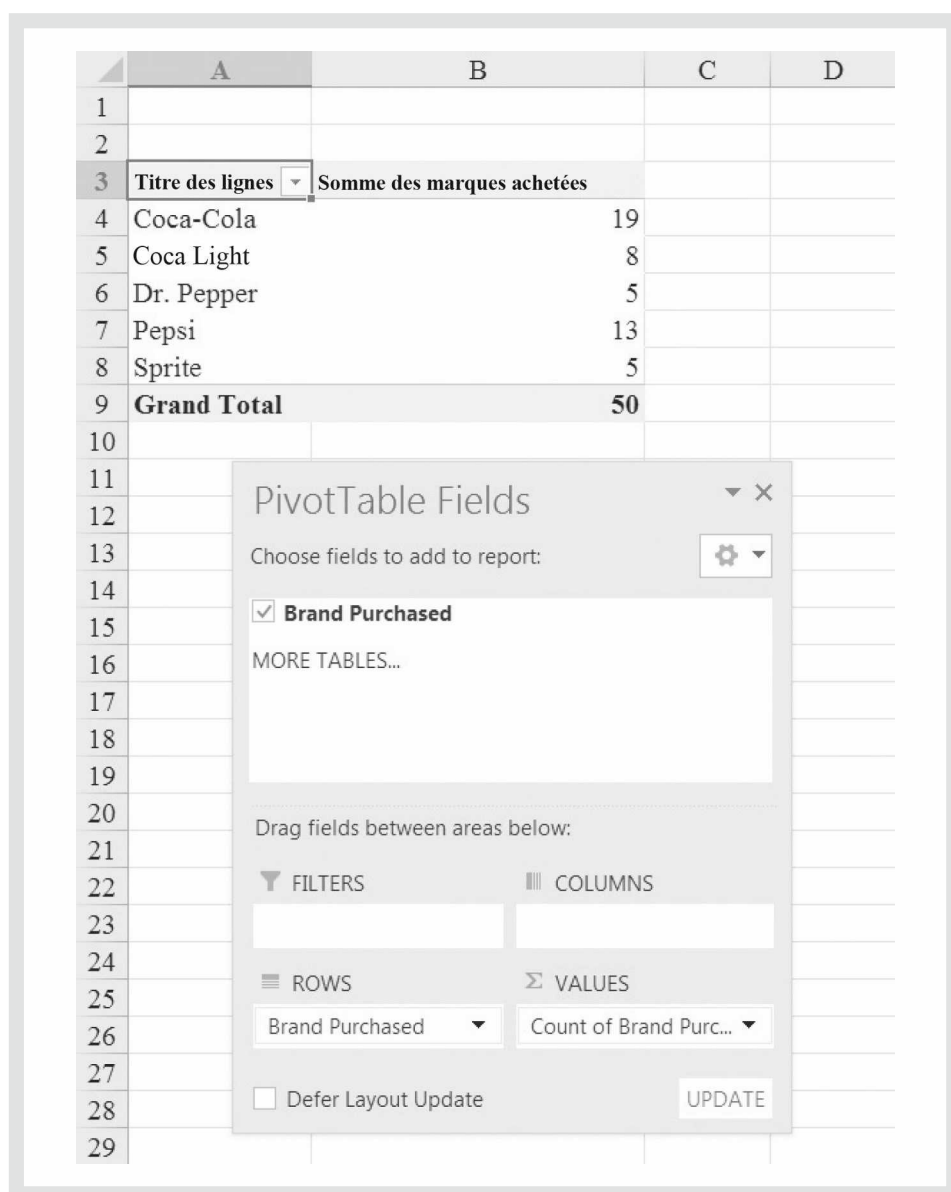 A B C D
1
2
3 Titre des lignes Somme des marques achetées
4 Coca-Cola 19
5 Coca Light 8
6 Dr. Pepper 5
7 Pepsi 13
8 Sprite 5
9 Grand Total 50
10
11
12 PivotTable Fields
13 Choose fields to add to report:
14
15 Brand Purchased
16 MORE TABLES...
17
18
19
20
21 Drag fields between areas below:
22 FILTERS COLUMNS
23
24
25 ROWS VALUES
26 Brand Purchased Count of Brand Purc...
27
28 Defer Layout Update UPDATE
29